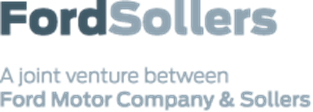 FordSollers
A joint venture between
Ford Motor Company & Sollers